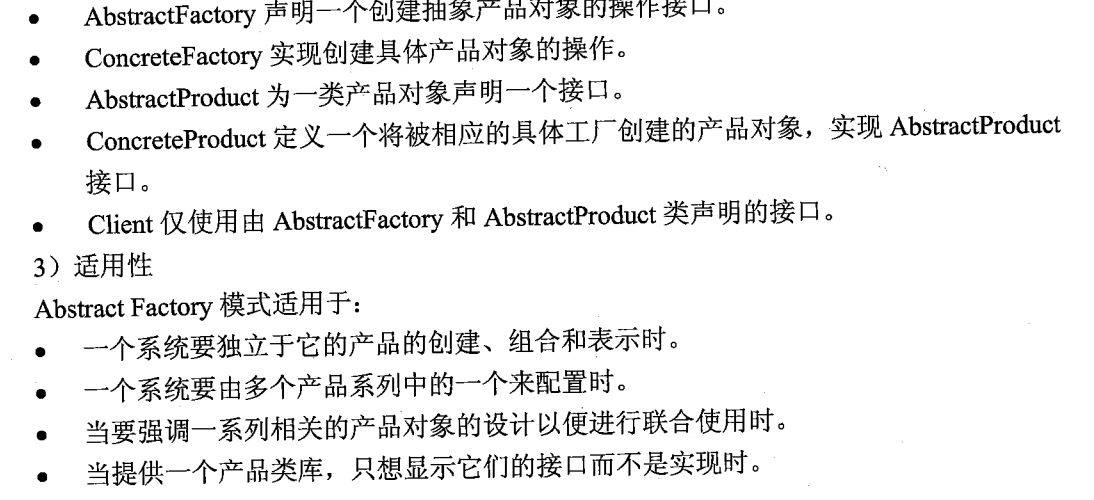 • AbstractFactory 声明一个创建抽象产品对象的操作接口。
• ConcreteFactory 实现创建具体产品对象的操作。
• AbstractProduct 为一类产品对象声明一个接口。
• ConcreteProduct 定义一个将被相应的具体工厂创建的产品对象，实现 AbstractProduct
接口。
• Client 仅使用由 AbstractFactory 和 AbstractProduct 类声明的接口。
3）适用性
Abstract Factory 模式适用于：
• 一个系统要独立于它的产品的创建、组合和表示时。
• 一个系统要由多个产品系列中的一个来配置时。
• 当要强调一系列相关的产品对象的设计以便进行联合使用时。
• 当提供一个产品类库，只想显示它们的接口而不是实现时。